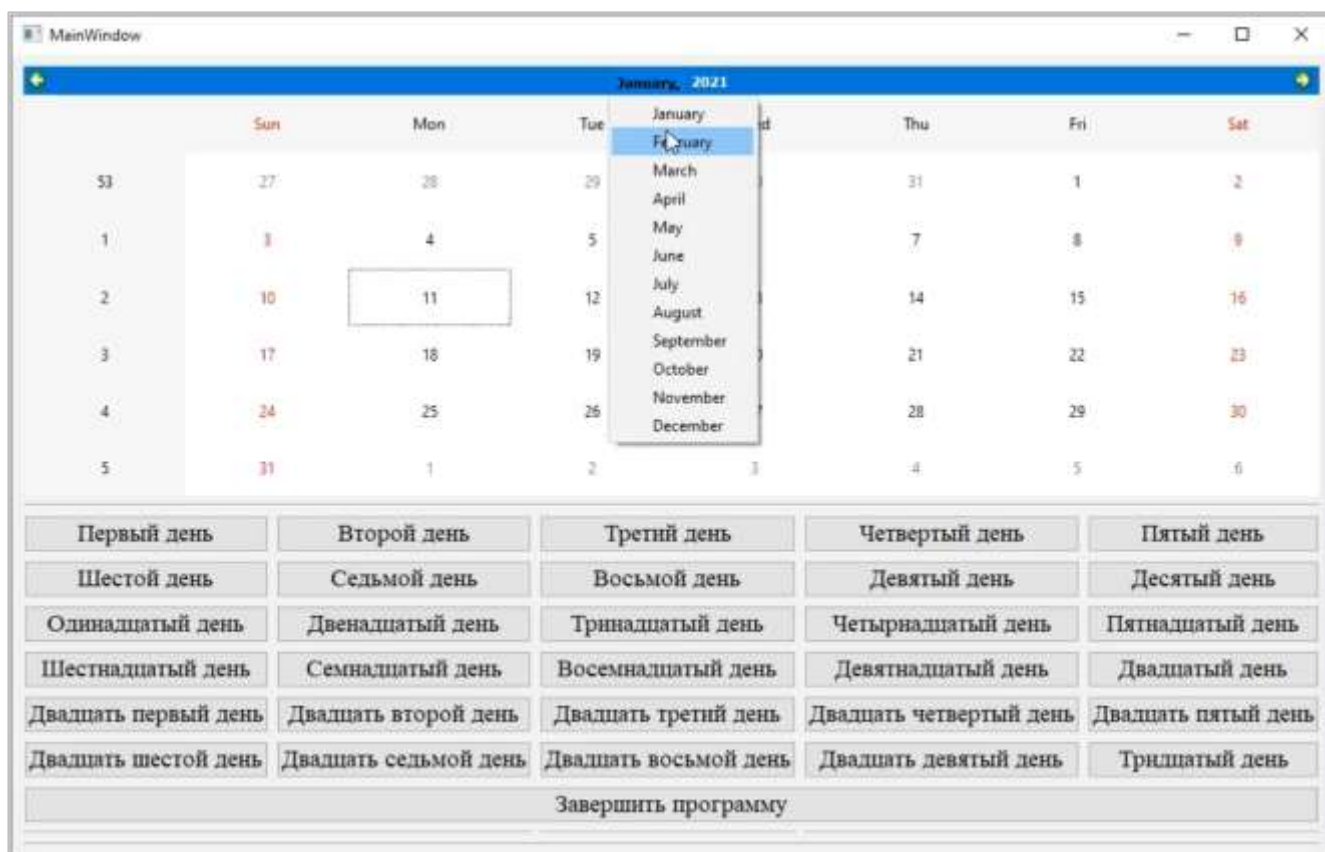 MainWindow
January, 2021
Sun Mon Tue d Thu Fri Sat
53 27 28 29 31 1 2
1 3 4 5 7 8 9
2 10 11 12 14 15 16
3 17 18 19 21 22 23
4 24 25 26 28 29 30
5 31 1 2 3 4 5 6
January
February
March
April
May
June
July
August
September
October
November
December
Первый день Второй день Третий день Четвертый день Пятый день
Шестой день Седьмой день Восьмой день Девятый день Десятый день
Одинадцатый день Двенадцатый день Тринадцатый день Четырнадцатый день Пятнадцатый день
Шестнадцатый день Семнадцатый день Восемнадцатый день Девятнадцатый день Двадцатый день
Двадцать первый день Двадцать второй день Двадцать третий день Двадцать четвертый день Двадцать пятый день
Двадцать шестой день Двадцать седьмой день Двадцать восьмой день Двадцать девятый день Тридцатый день
Завершить программу